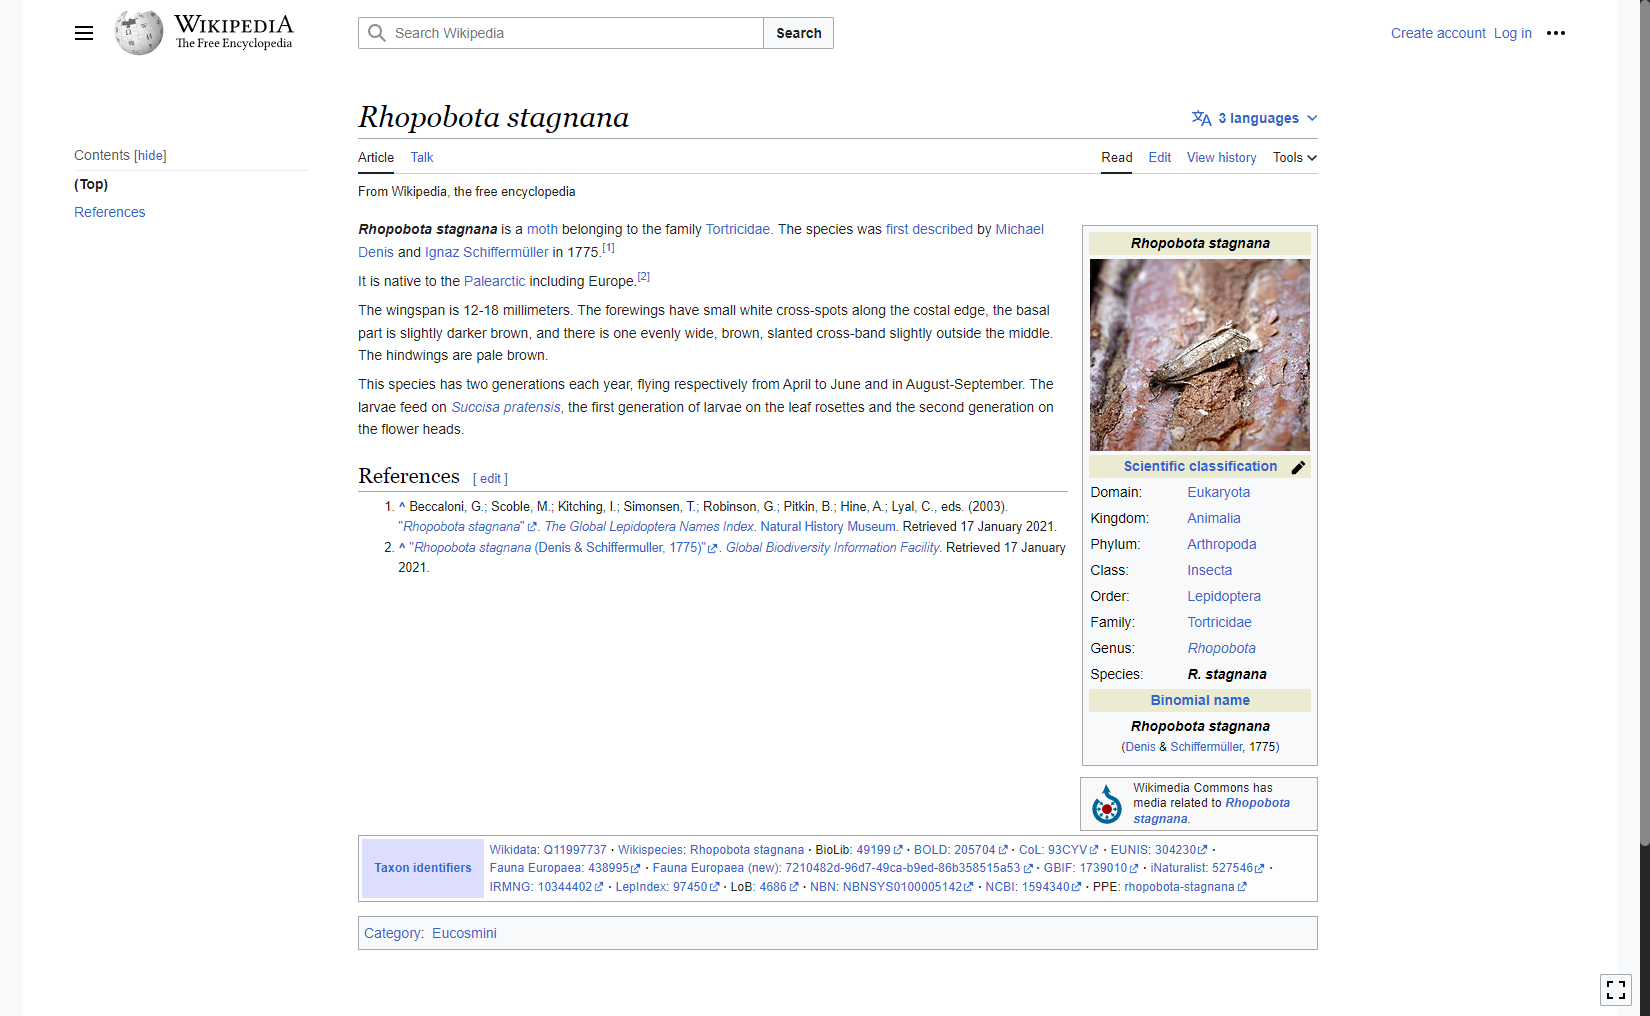 WIKIPEDIA
The Free Encyclopedia
Search Wikipedia
Search
Create account Log in
Rhopobota stagnana
3 languages
Contents [hide]
(Top)
References
Article Talk
Read Edit View history Tools
From Wikipedia, the free encyclopedia
Rhopobota stagnana is a moth belonging to the family Tortricidae. The species was first described by Michael
Denis and Ignaz Schiffermüller in 1775.[1]
It is native to the Palearctic including Europe.[2]
The wingspan is 12-18 millimeters. The forewings have small white cross-spots along the costal edge, the basal
part is slightly darker brown, and there is one evenly wide, brown, slanted cross-band slightly outside the middle.
The hindwings are pale brown.
This species has two generations each year, flying respectively from April to June and in August-September. The
larvae feed on Succisa pratensis, the first generation of larvae on the leaf rosettes and the second generation on
the flower heads.
References [ edit ]
1. ^ Beccaloni, G.; Scoble, M.; Kitching, I.; Simonsen, T.; Robinson, G.; Pitkin, B.; Hine, A.; Lyal, C., eds. (2003).
"Rhopobota stagnana". The Global Lepidoptera Names Index. Natural History Museum. Retrieved 17 January 2021.
2. ^ "Rhopobota stagnana (Denis & Schiffermuller, 1775)". Global Biodiversity Information Facility. Retrieved 17 January
2021.
Rhopobota stagnana
Scientific classification
Domain: Eukaryota
Kingdom: Animalia
Phylum: Arthropoda
Class: Insecta
Order: Lepidoptera
Family: Tortricidae
Genus: Rhopobota
Species: R. stagnana
Binomial name
Rhopobota stagnana
(Denis & Schiffermüller, 1775)
Wikimedia Commons has
media related to Rhopobota
stagnana.
Taxon identifiers
Wikidata: Q11997737 · Wikispecies: Rhopobota stagnana · BioLib: 49199 · BOLD: 205704 · CoL: 93CYV · EUNIS: 304230 ·
Fauna Europaea: 438995 · Fauna Europaea (new): 7210482d-96d7-49ca-b9ed-86b358515a53 · GBIF: 1739010 · iNaturalist: 527546 ·
IRMNG: 10344402 · LepIndex: 97450 · LoB: 4686 · NBN: NBNSYS0100005142 · NCBI: 1594340 · PPE: rhopobota-stagnana
Category: Eucosmini